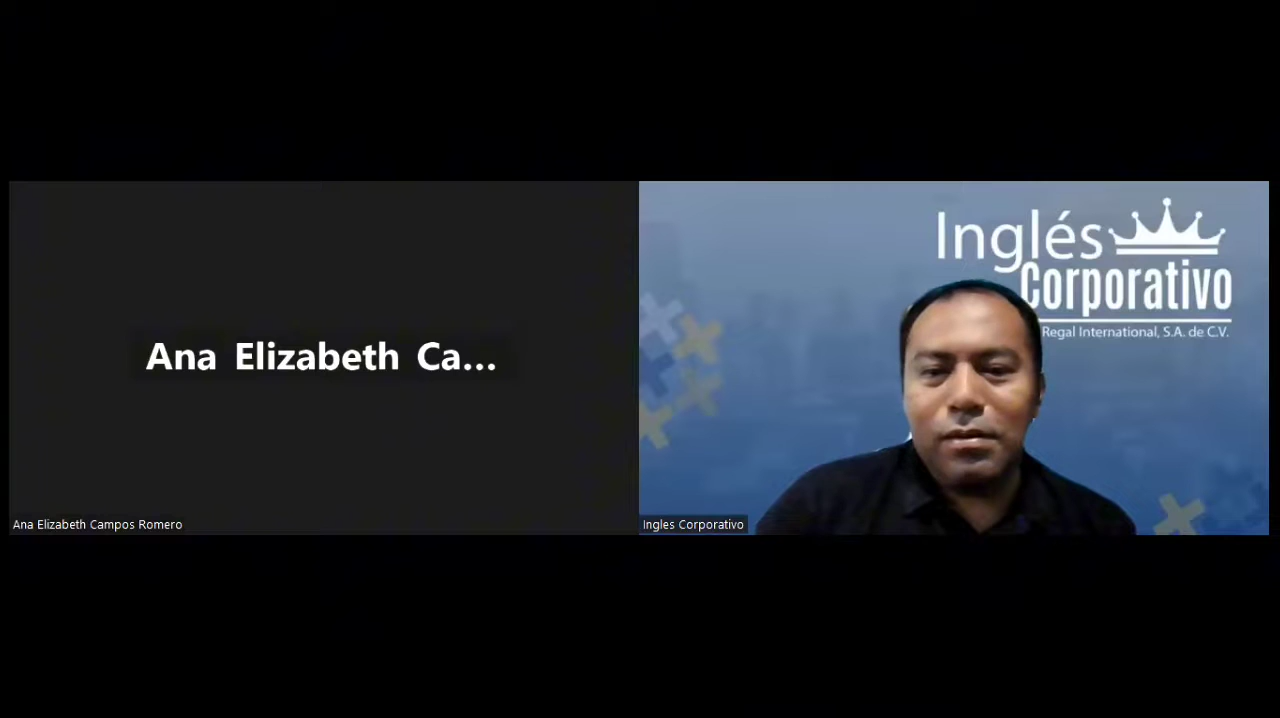 Ana Elizabeth Ca...
Ana Elizabeth Campos Romero
Inglés
Corporativo
Regal International, S.A. de C.V.
Ingles Corporativo